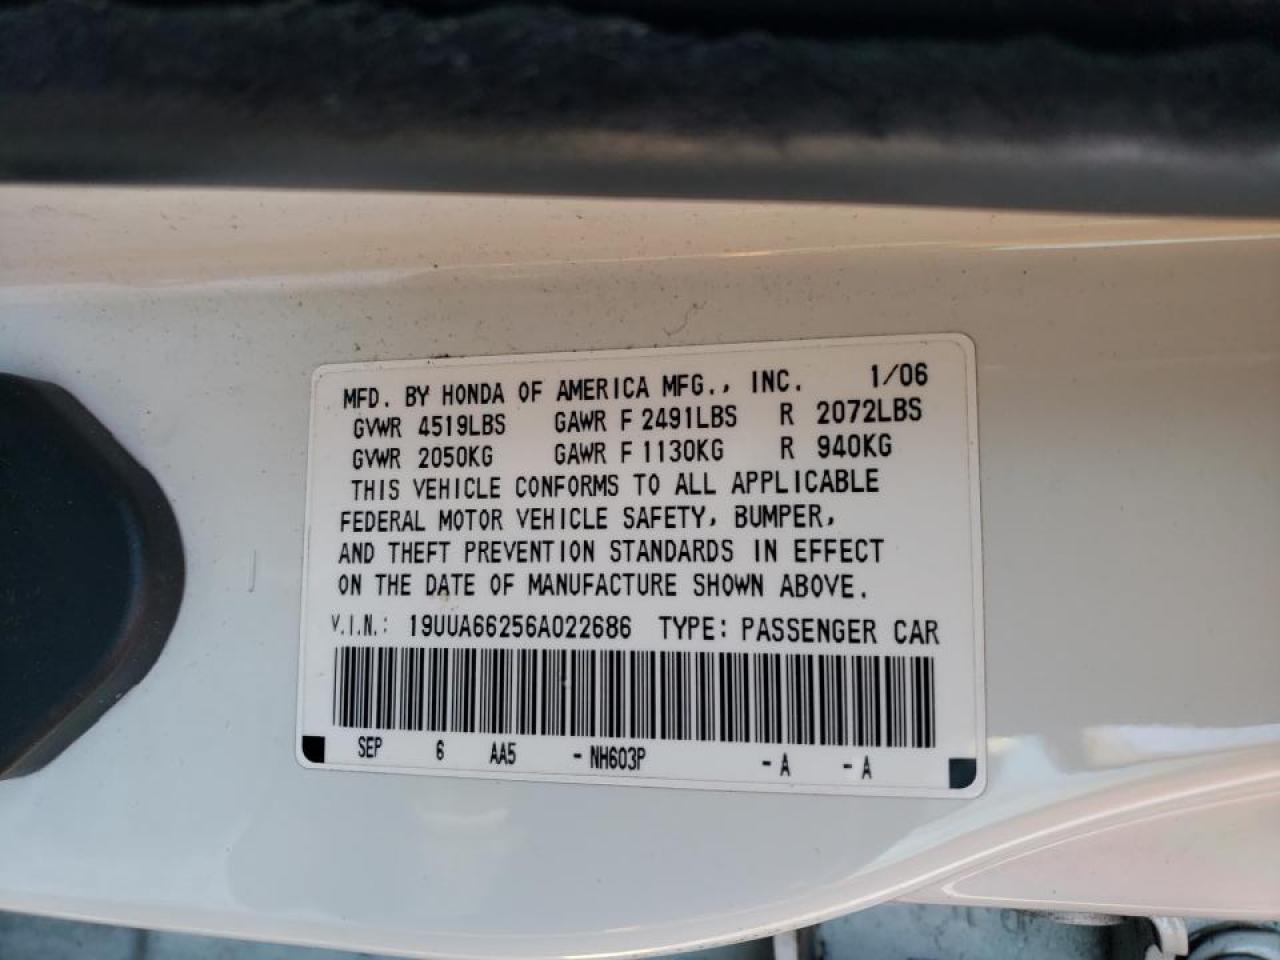 MFD. BY HONDA OF AMERICA MFG., INC. 1/06
GVWR 4519LBS GAWR F 2491LBS R 2072LBS
GVWR 2050KG GAWR F 1130KG R 940KG
THIS VEHICLE CONFORMS TO ALL APPLICABLE
FEDERAL MOTOR VEHICLE SAFETY, BUMPER,
AND THEFT PREVENTION STANDARDS IN EFFECT
ON THE DATE OF MANUFACTURE SHOWN ABOVE.
V.I.N.: 19UUA66256A022686 TYPE: PASSENGER CAR
SEP 6 AA5 - NH603P - A - A